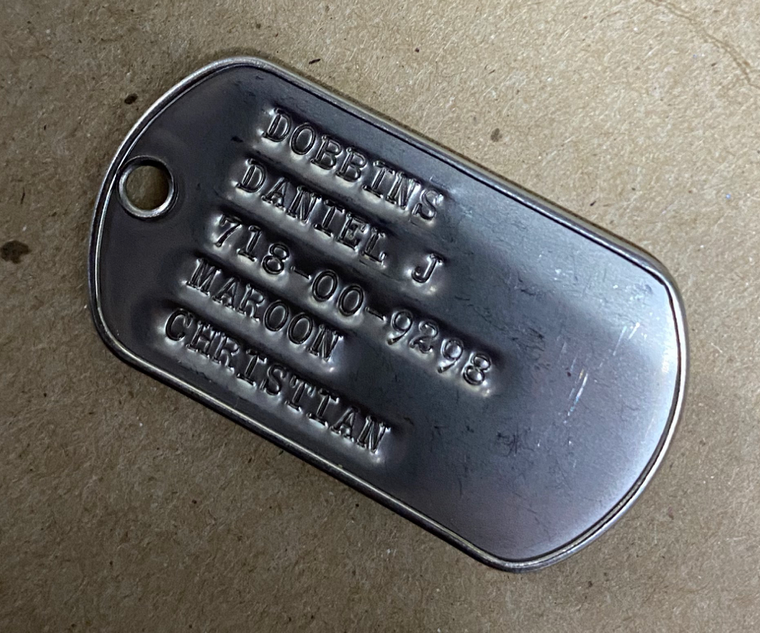 DOBBINS
DANIEL J
718-00-9298
MAROON
CHRISTIAN